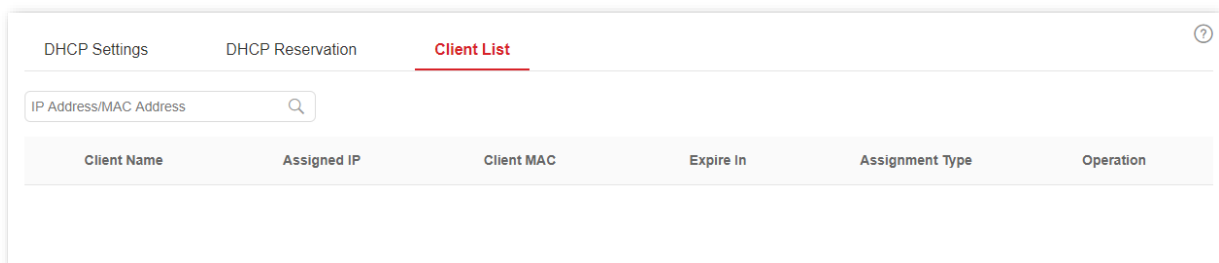 DHCP Settings DHCP Reservation Client List
IP Address/MAC Address
Client Name Assigned IP Client MAC Expire In Assignment Type Operation